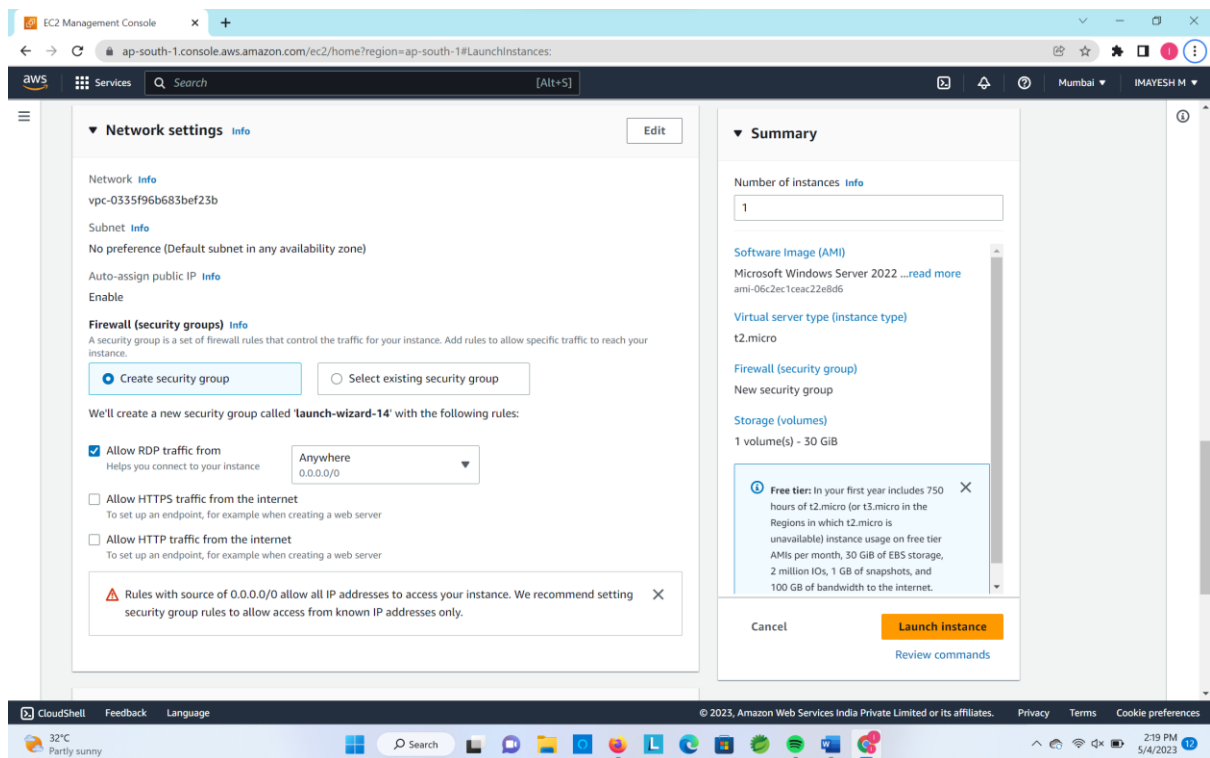 EC2 Management Console
ap-south-1.console.aws.amazon.com/ec2/home?region=ap-south-1#LaunchInstances:
aws
Services
Search
[Alt+S]
Mumbai
IMAYESH M
Network settings Info
Edit
Network Info
vpc-0335f96b683bef23b
Subnet Info
No preference (Default subnet in any availability zone)
Auto-assign public IP Info
Enable
Firewall (security groups) Info
A security group is a set of firewall rules that control the traffic for your instance. Add rules to allow specific traffic to reach your
instance.
Create security group
Select existing security group
We'll create a new security group called 'launch-wizard-14' with the following rules:
Allow RDP traffic from
Helps you connect to your instance
Anywhere
0.0.0.0/0
Allow HTTPS traffic from the internet
To set up an endpoint, for example when creating a web server
Allow HTTP traffic from the internet
To set up an endpoint, for example when creating a web server
Rules with source of 0.0.0.0/0 allow all IP addresses to access your instance. We recommend setting
security group rules to allow access from known IP addresses only.
Summary
Number of instances Info
1
Software Image (AMI)
Microsoft Windows Server 2022 ...read more
ami-06c2ec1ceac22e8d6
Virtual server type (instance type)
t2.micro
Firewall (security group)
New security group
Storage (volumes)
1 volume(s) - 30 GiB
Free tier: In your first year includes 750
hours of t2.micro (or t3.micro in the
Regions in which t2.micro is
unavailable) instance usage on free tier
AMIs per month, 30 GiB of EBS storage,
2 million IOs, 1 GB of snapshots, and
100 GB of bandwidth to the internet.
Cancel
Launch instance
Review commands
CloudShell
Feedback
Language
© 2023, Amazon Web Services India Private Limited or its affiliates.
Privacy
Terms
Cookie preferences
32°C
Partly sunny
Search
2:19 PM
5/4/2023
12